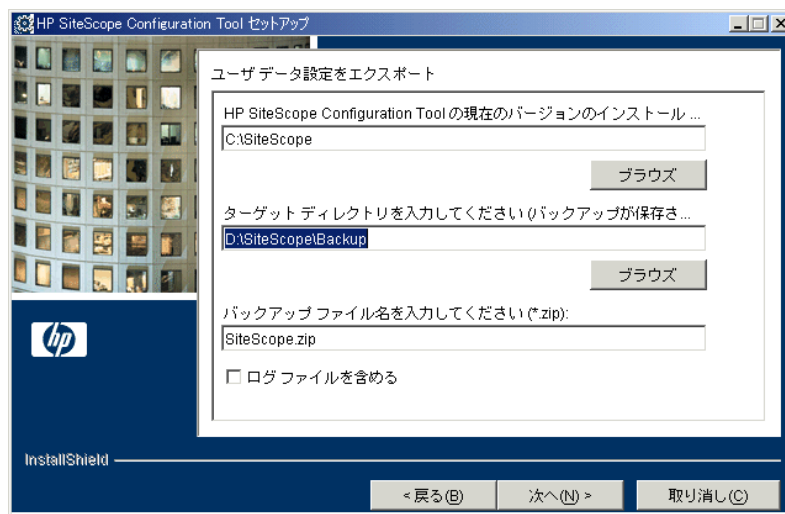 HP SiteScope Configuration Tool セットアップ
ユーザ データ設定をエクスポート
HP SiteScope Configuration Tool の現在のバージョンのインストール ...
C:\SiteScope
ブラウズ
ターゲット ディレクトリを入力してください (バックアップが保存さ...
D:\SiteScope\Backup
ブラウズ
バックアップ ファイル名を入力してください (*.zip):
SiteScope.zip
ログ ファイルを含める
hp
InstallShield
< 戻る(B)
次へ(N) >
取り消し(C)